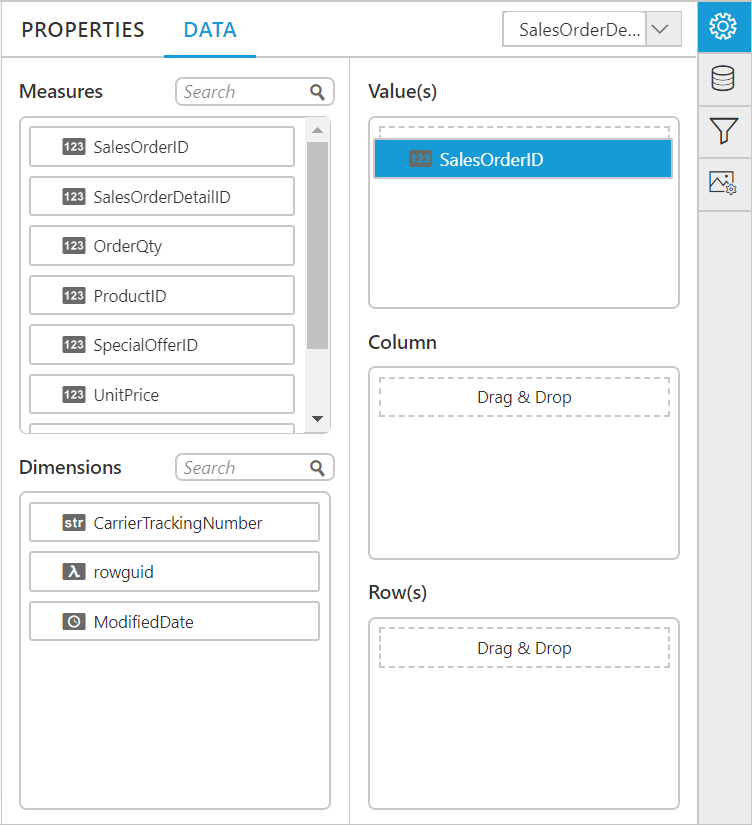 PROPERTIES
DATA
SalesOrderDe...
Measures
Search
123 SalesOrderID
123 SalesOrderDetailID
123 OrderQty
123 ProductID
123 SpecialOfferID
123 UnitPrice
Dimensions
Search
str CarrierTrackingNumber
λ rowguid
ModifiedDate
Value(s)
123 SalesOrderID
Column
Drag & Drop
Row(s)
Drag & Drop